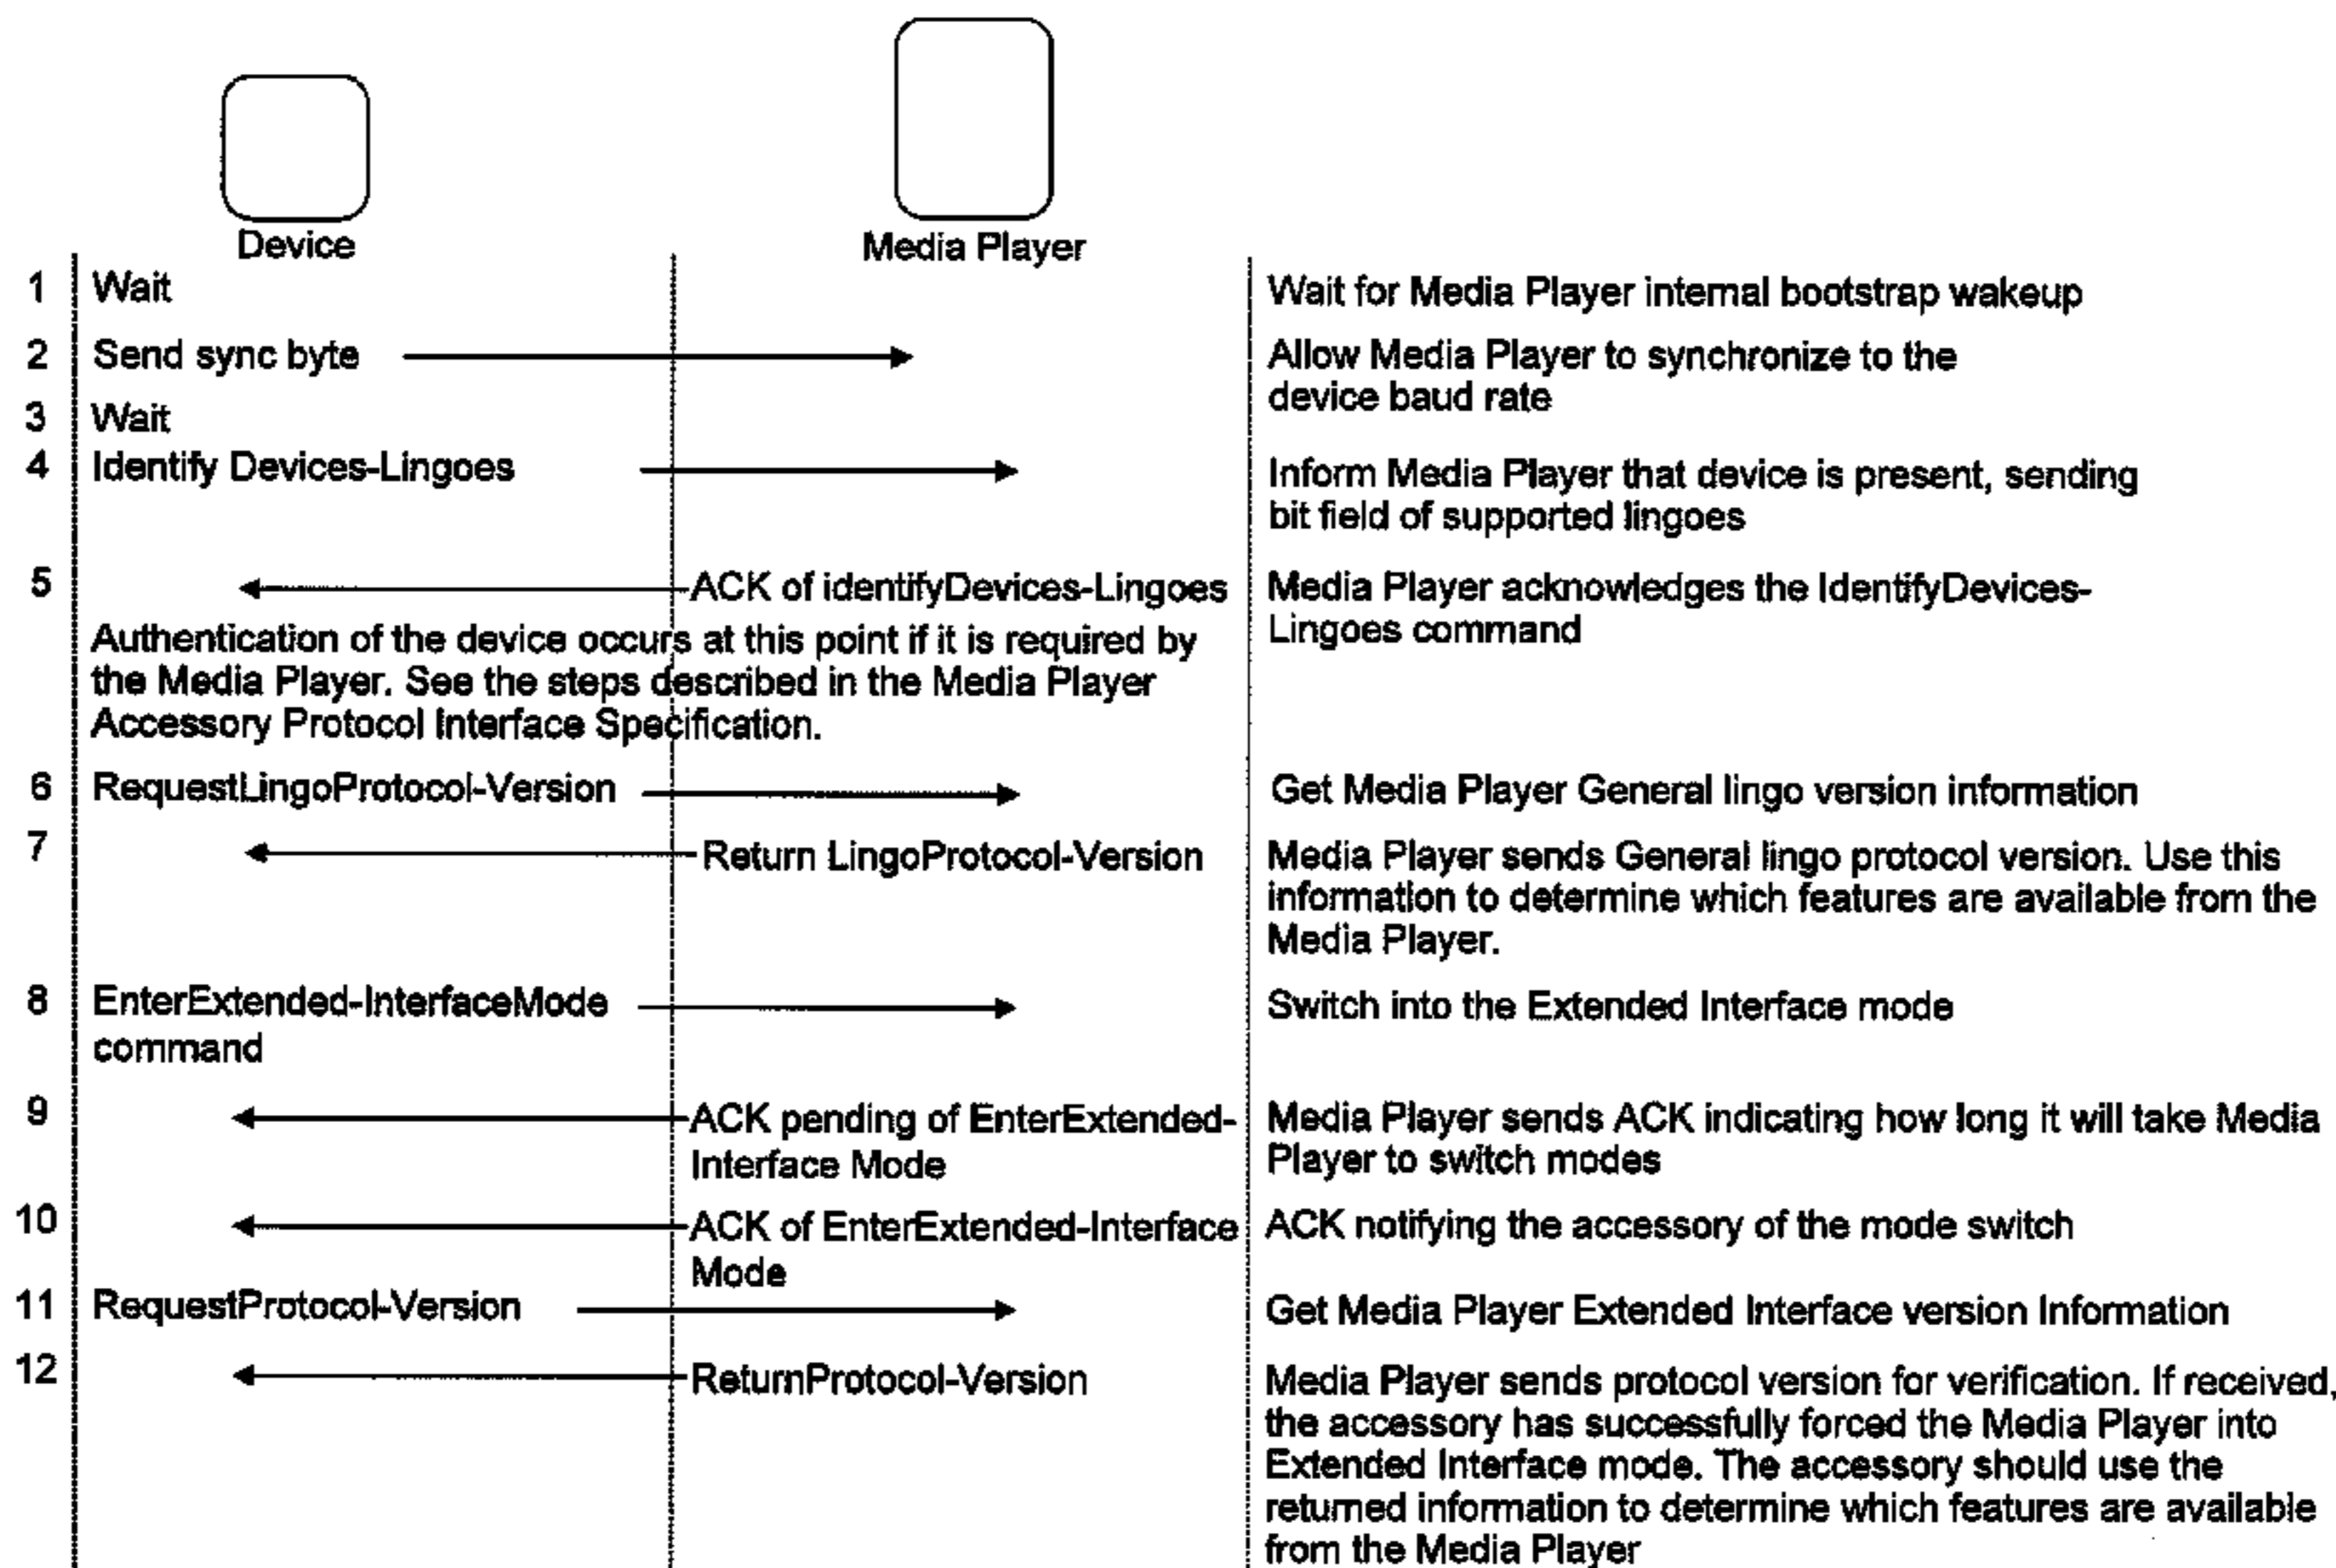 Device
Media Player
1 Wait Wait for Media Player internal bootstrap wakeup
2 Send sync byte Allow Media Player to synchronize to the
device baud rate
3 Wait
4 Identify Devices-Lingoes Inform Media Player that device is present, sending
bit field of supported lingoes
5 ACK of identifyDevices-Lingoes Media Player acknowledges the IdentifyDevices-
Lingoes command
Authentication of the device occurs at this point if it is required by
the Media Player. See the steps described in the Media Player
Accessory Protocol Interface Specification.
6 RequestLingoProtocol-Version Get Media Player General lingo version information
7 Return LingoProtocol-Version Media Player sends General lingo protocol version. Use this
information to determine which features are available from the
Media Player.
8 EnterExtended-InterfaceMode Switch into the Extended Interface mode
command
9 ACK pending of EnterExtended- Media Player sends ACK indicating how long it will take Media
Interface Mode Player to switch modes
10 ACK of EnterExtended-Interface ACK notifying the accessory of the mode switch
Mode
11 RequestProtocol-Version Get Media Player Extended Interface version Information
12 ReturnProtocol-Version Media Player sends protocol version for verification. If received,
the accessory has successfully forced the Media Player into
Extended Interface mode. The accessory should use the
returned information to determine which features are available
from the Media Player